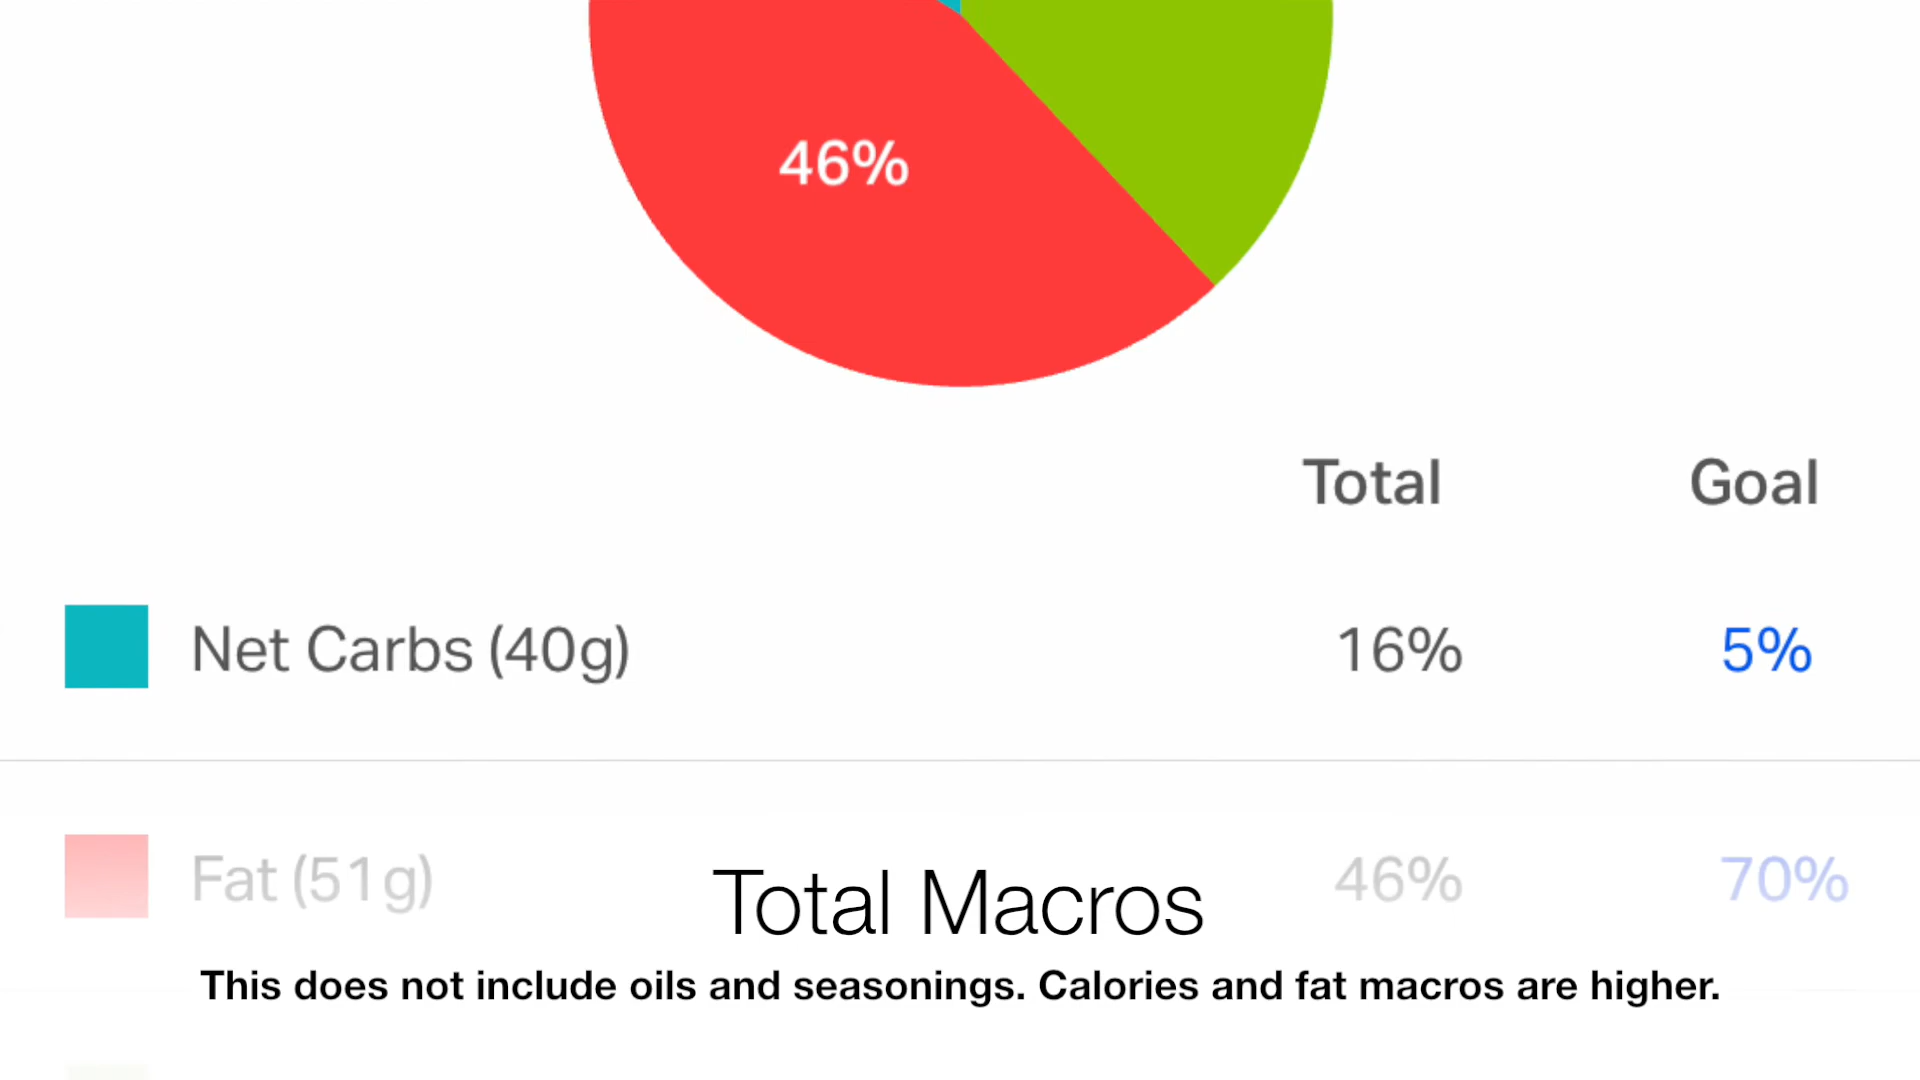 46%
Total Goal
Net Carbs (40g) 16% 5%
Fat (51g) 46% 70%
Total Macros
This does not include oils and seasonings. Calories and fat macros are higher.